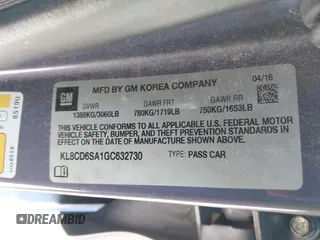 GM
MFD BY GM KOREA COMPANY
04/16
GVWR GAWR FRT GAWR RR
1388KG/3060LB 780KG/1719LB 750KG/1653LB
THIS VEHICLE CONFORMS TO ALL APPLICABLE U.S. FEDERAL MOTOR
VEHICLE SAFETY, BUMPER, AND THEFT PREVENTION STANDARDS IN
EFFECT ON THE DATE OF MANUFACTURE SHOWN ABOVE.
KL8CD6SA1GC632730 TYPE: PASS CAR
DREAMBID